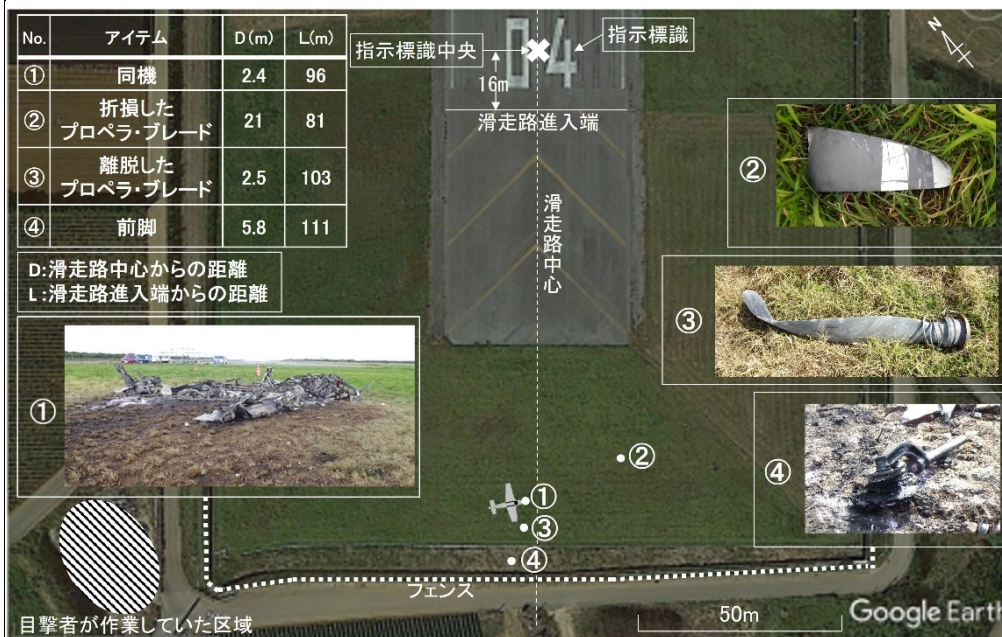 No. アイテム D(m) L(m)
① 同機 2.4 96
② 折損した
プロペラ・ブレード 21 81
③ 離脱した
プロペラ・ブレード 2.5 103
④ 前脚 5.8 111
D:滑走路中心からの距離
L:滑走路進入端からの距離
指示標識中央
指示標識
04
16m
滑走路進入端
滑走路中心
N
①
②
③
④
②
①
③
④
フェンス
目撃者が作業していた区域
50m
Google Earth